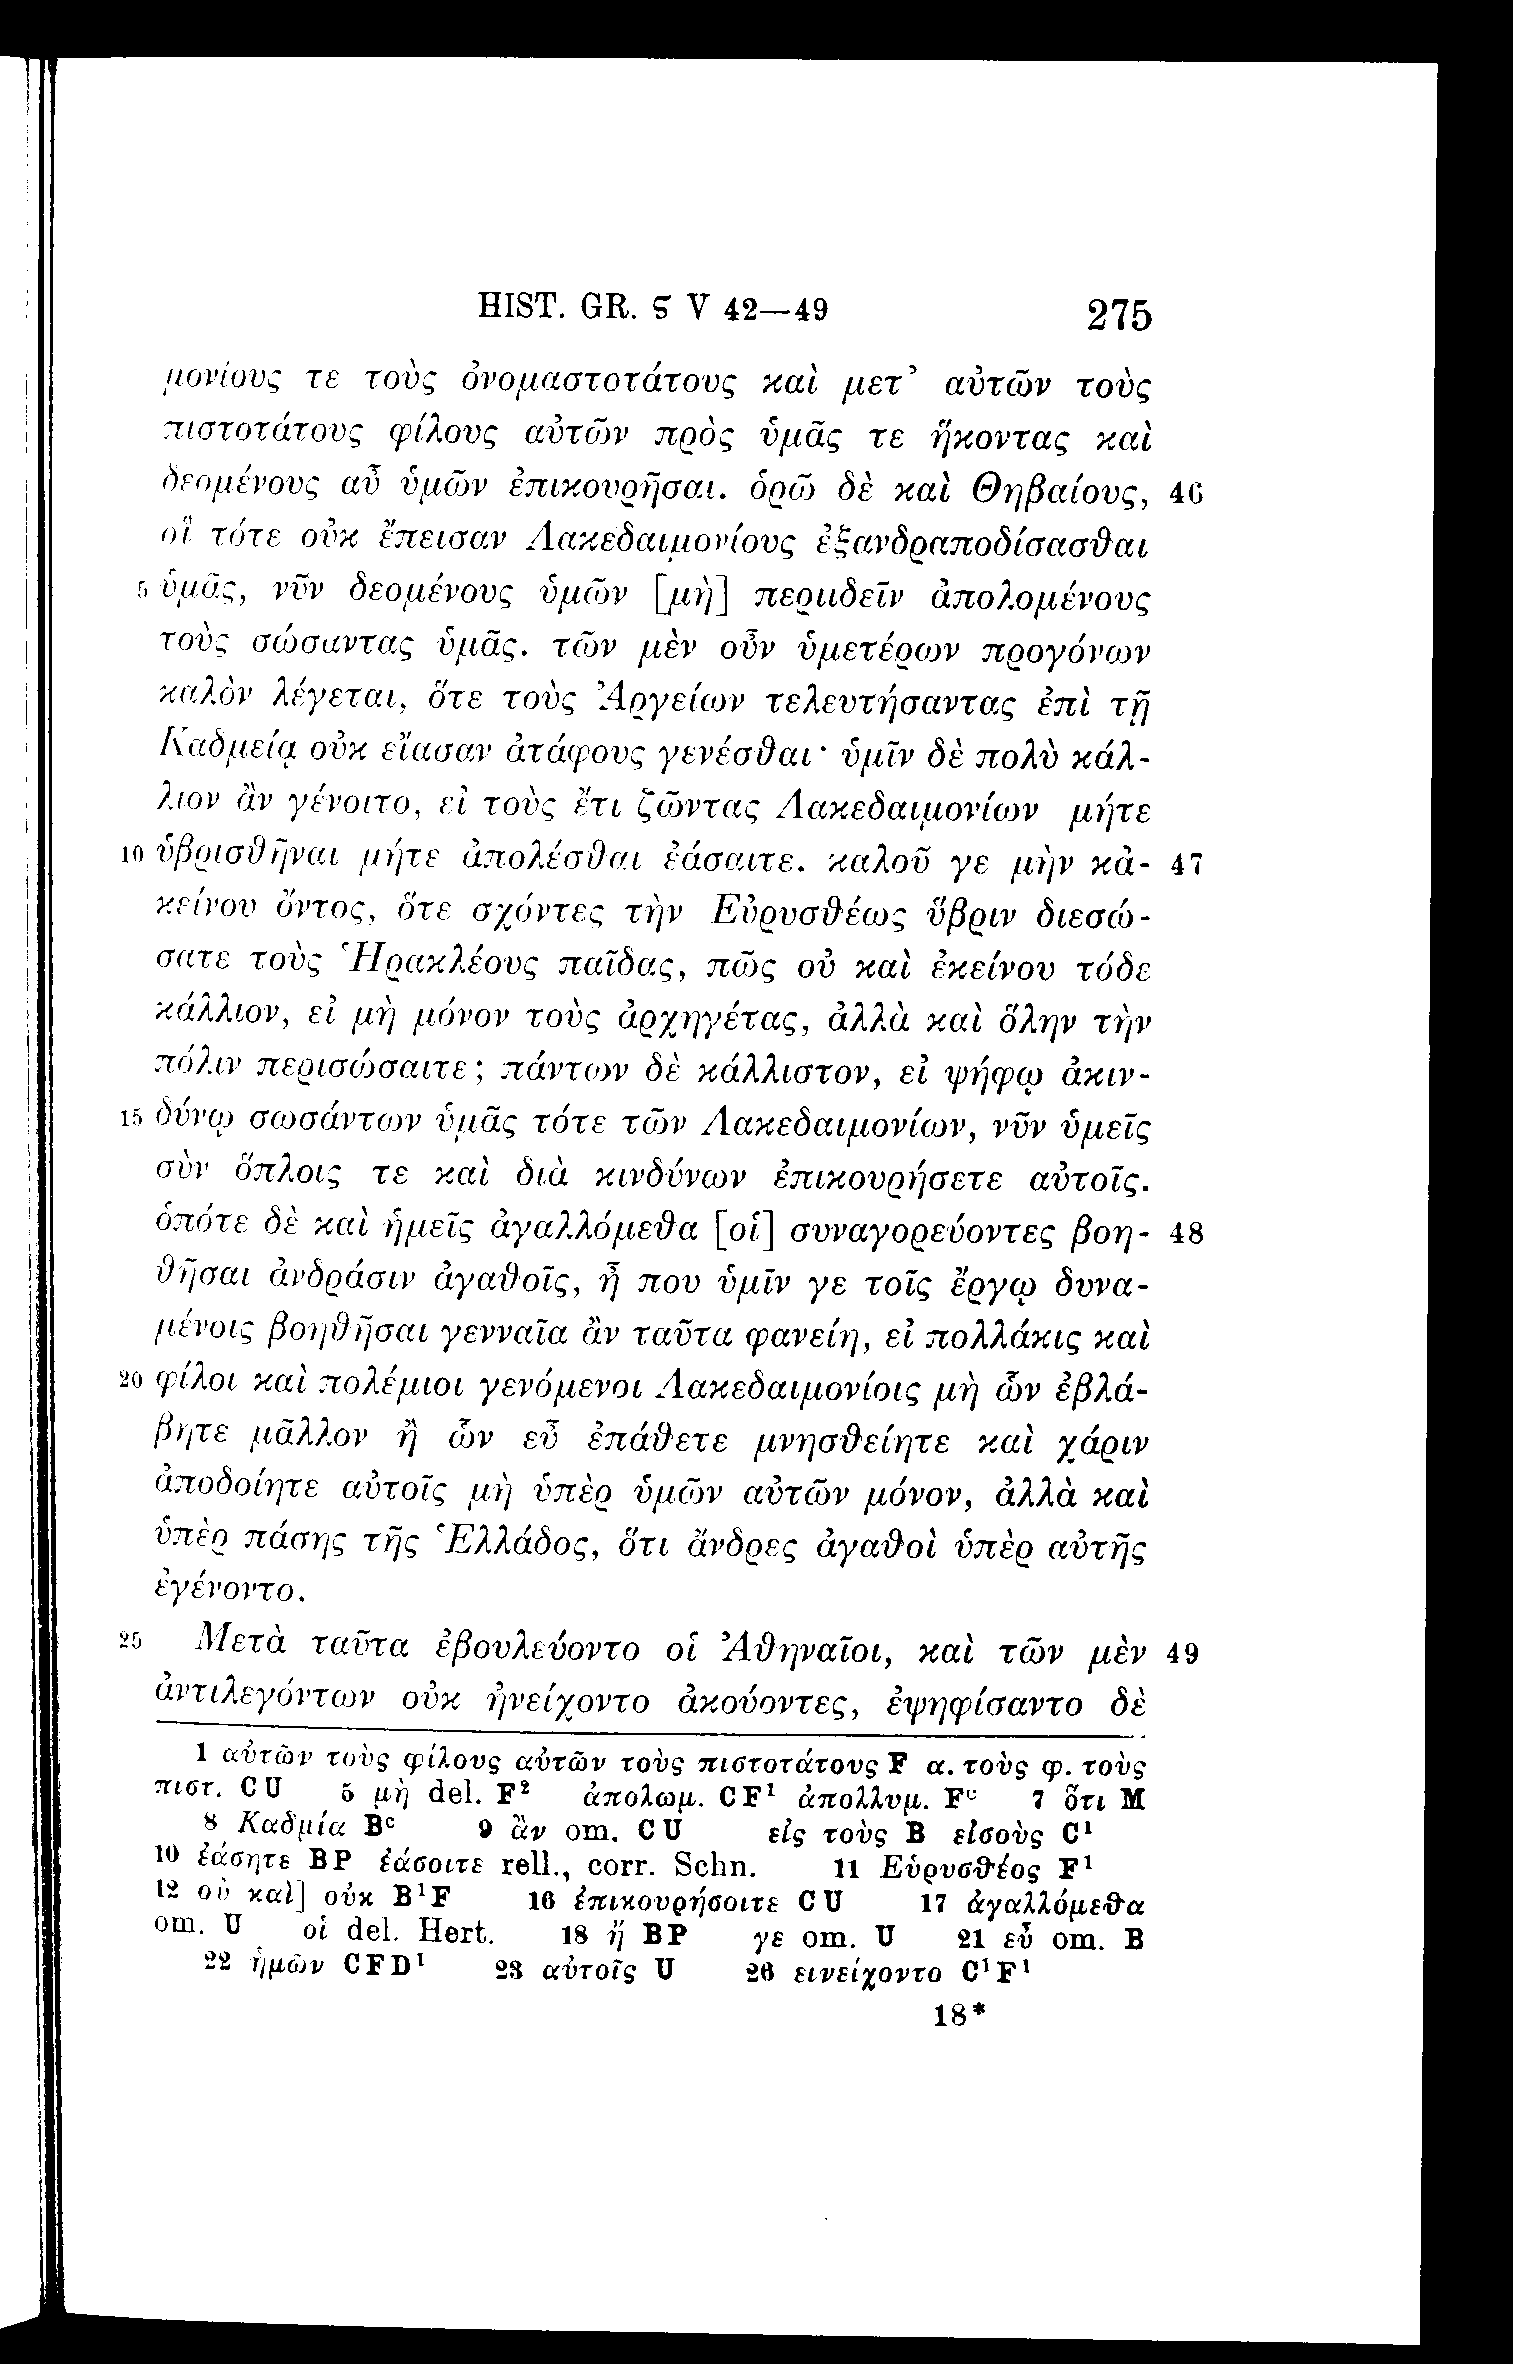 HIST. GR. Ϛ V 42—49 275
μονίους τε τοὺς ὀνομαστοτάτους καὶ μετ’ αὐτῶν τοὺς
πιστοτάτους φίλους αὐτῶν πρὸς ὑμᾶς τε ἥκοντας καὶ
δεομένους αὖ ὑμῶν ἐπικουρῆσαι. ὁρῶ δὲ καὶ Θηβαίους, 46
οἳ τότε οὐκ ἔπεισαν Λακεδαιμονίους ἐξανδραποδίσασθαι
5 ὑμᾶς, νῦν δεομένους ὑμῶν [μὴ] περιιδεῖν ἀπολομένους
τοὺς σώσαντας ὑμᾶς. τῶν μὲν οὖν ὑμετέρων προγόνων
καλὸν λέγεται, ὅτε τοὺς Ἀργείων τελευτήσαντας ἐπὶ τῇ
Καδμείᾳ οὐκ εἴασαν ἀτάφους γενέσθαι· ὑμῖν δὲ πολὺ κάλ-
λιον ἂν γένοιτο, εἰ τοὺς ἔτι ζῶντας Λακεδαιμονίων μήτε
10 ὑβρισθῆναι μήτε ἀπολέσθαι ἐάσαιτε. καλοῦ γε μὴν κἀ- 47
κείνου ὄντος, ὅτε σχόντες τὴν Εὐρυσθέως ὕβριν διεσώ-
σατε τοὺς Ἡρακλέους παῖδας, πῶς οὐ καὶ ἐκείνου τόδε
κάλλιον, εἰ μὴ μόνον τοὺς ἀρχηγέτας, ἀλλὰ καὶ ὅλην τὴν
πόλιν περισώσαιτε; πάντων δὲ κάλλιστον, εἰ ψήφῳ ἀκιν-
15 δύνῳ σωσάντων ὑμᾶς τότε τῶν Λακεδαιμονίων, νῦν ὑμεῖς
σὺν ὅπλοις τε καὶ διὰ κινδύνων ἐπικουρήσετε αὐτοῖς.
ὁπότε δὲ καὶ ἡμεῖς ἀγαλλόμεθα [οἱ] συναγορεύοντες βοη- 48
θῆσαι ἀνδράσιν ἀγαθοῖς, ἦ που ὑμῖν γε τοῖς ἔργῳ δυνα-
μένοις βοηθῆσαι γενναῖα ἂν ταῦτα φανείη, εἰ πολλάκις καὶ
20 φίλοι καὶ πολέμιοι γενόμενοι Λακεδαιμονίοις μὴ ὧν ἐβλά-
βητε μᾶλλον ἢ ὧν εὖ ἐπάθετε μνησθείητε καὶ χάριν
ἀποδοίητε αὐτοῖς μὴ ὑπὲρ ὑμῶν αὐτῶν μόνον, ἀλλὰ καὶ
ὑπὲρ πάσης τῆς Ἑλλάδος, ὅτι ἄνδρες ἀγαθοὶ ὑπὲρ αὐτῆς
ἐγένοντο.
25 Μετὰ ταῦτα ἐβουλεύοντο οἱ Ἀθηναῖοι, καὶ τῶν μὲν 49
ἀντιλεγόντων οὐκ ἠνείχοντο ἀκούοντες, ἐψηφίσαντο δὲ
1 αὐτῶν τοὺς φίλους αὐτῶν τοὺς πιστοτάτους F α. τοὺς φ. τοὺς
πιστ. CU 5 μὴ del. F² ἀπολωμ. CF¹ ἀπολλυμ. Fᶜ 7 ὅτι M
8 Καδμία Bᶜ 9 ἂν om. CU εἰς τοὺς B εἰσοὺς C¹
10 ἐάσητε BP ἐάσοιτε rell., corr. Schn. 11 Εὐρυσθέος F¹
12 οὐ καὶ] οὐκ B¹F 16 ἐπικουρήσοιτε CU 17 ἀγαλλόμεθα
om. U οἱ del. Hert. 18 ἤ BP γε om. U 21 εὖ om. B
22 ἡμῶν CFD¹ 23 αὐτοῖς U 26 εινείχοντο C¹F¹
18*